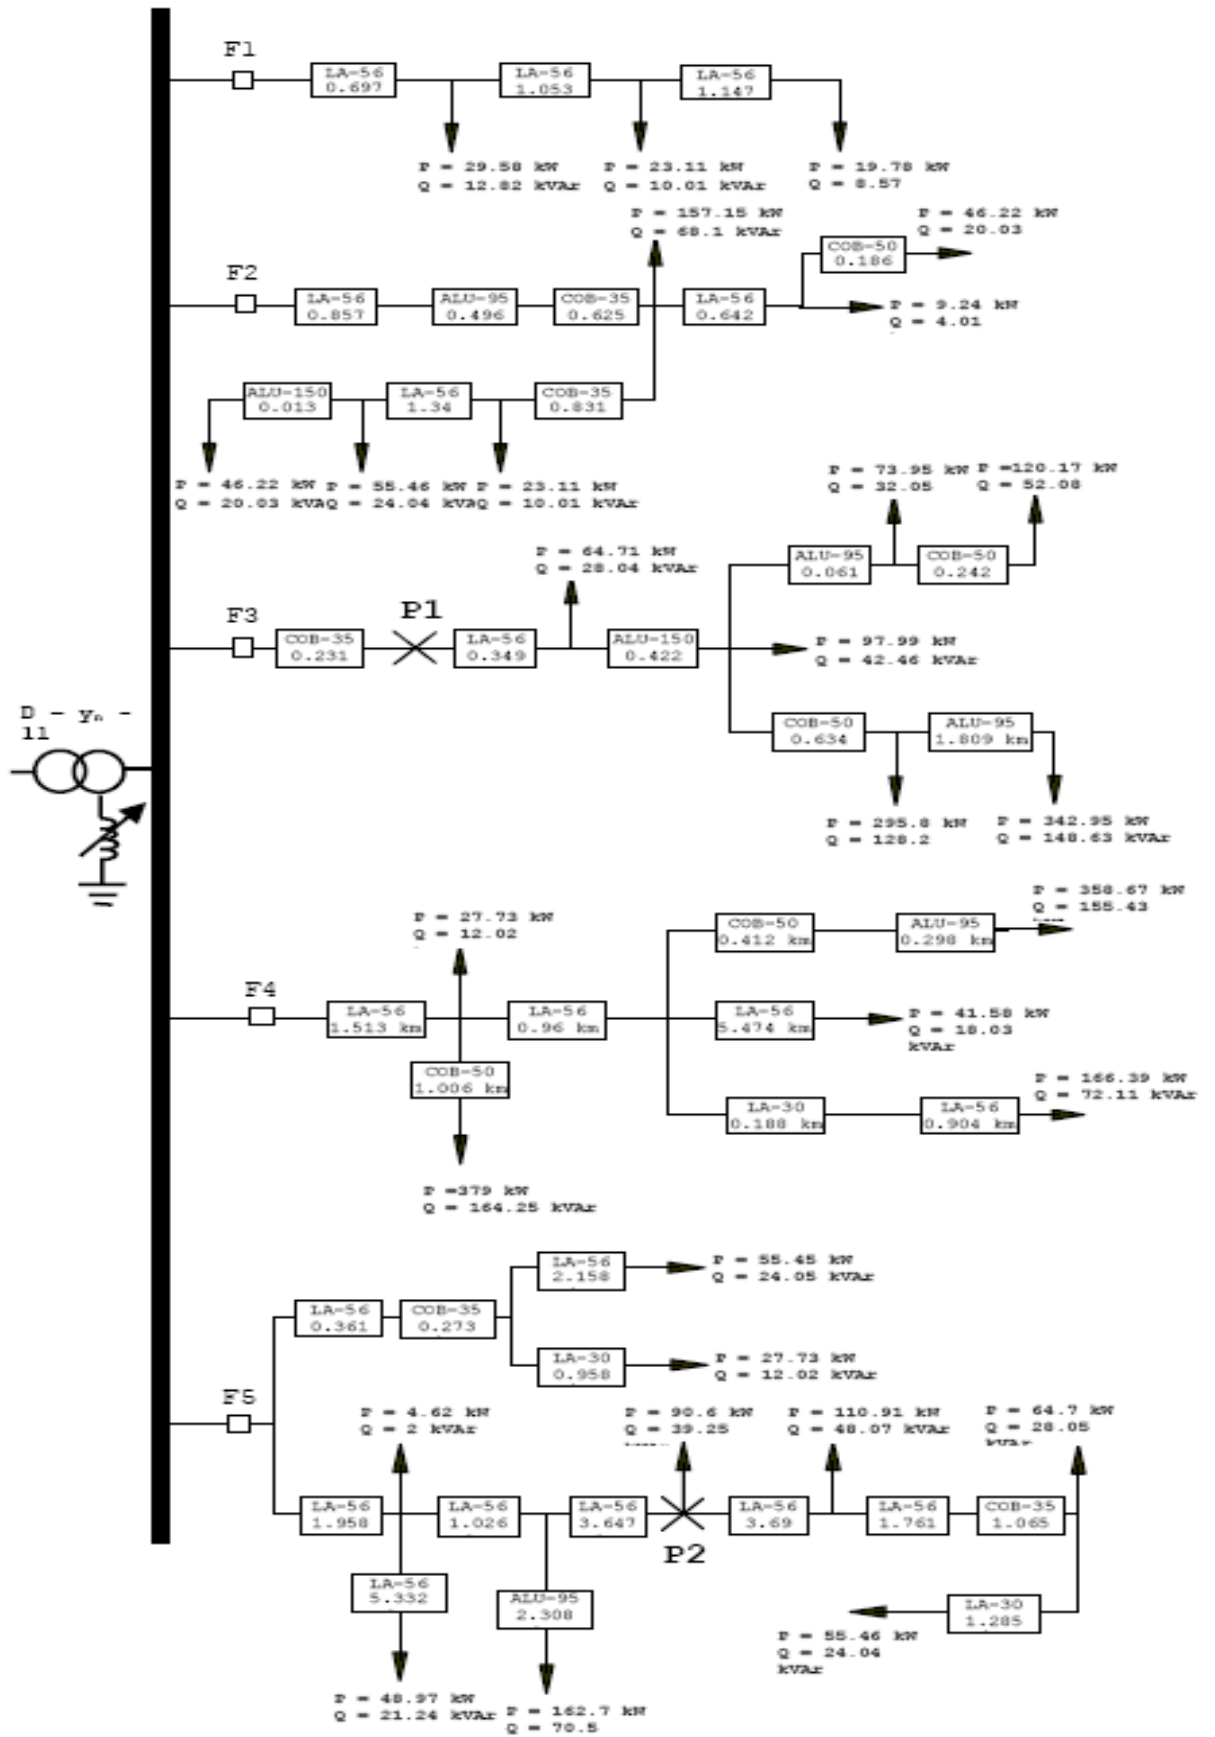 F1
LA-56
0.697
LA-56
1.053
LA-56
1.147
P = 29.58 kW
Q = 12.82 kVAr
P = 23.11 kW
Q = 10.01 kVAr
P = 19.78 kW
Q = 8.57
P = 157.15 kW
Q = 68.1 kVAr
P = 46.22 kW
Q = 20.03
COB-50
0.186
F2
LA-56
0.857
ALU-95
0.496
COB-35
0.625
LA-56
0.642
P = 9.24 kW
Q = 4.01
ALU-150
0.013
LA-56
1.34
COB-35
0.831
P = 46.22 kW
Q = 20.03 kVA
P = 55.46 kW
Q = 24.04 kVA
P = 23.11 kW
Q = 10.01 kVAr
P = 73.95 kW
Q = 32.05
P =120.17 kW
Q = 52.08
P = 64.71 kW
Q = 28.04 kVAr
ALU-95
0.061
COB-50
0.242
F3
COB-35
0.231
P1
LA-56
0.349
ALU-150
0.422
P = 97.99 kW
Q = 42.46 kVAr
COB-50
0.634
ALU-95
1.809 km
P = 295.8 kW
Q = 128.2
P = 342.95 kW
Q = 148.63 kVAr
D - yₙ -
11
P = 27.73 kW
Q = 12.02
COB-50
0.412 km
ALU-95
0.298 km
P = 358.67 kW
Q = 155.43
F4
LA-56
1.513 km
LA-56
0.96 km
LA-56
5.474 km
P = 41.58 kW
Q = 18.03
kVAr
COB-50
1.006 km
LA-30
0.188 km
LA-56
0.904 km
P = 166.39 kW
Q = 72.11 kVAr
P =379 kW
Q = 164.25 kVAr
LA-56
2.158
P = 55.45 kW
Q = 24.05 kVAr
LA-56
0.361
COB-35
0.273
LA-30
0.958
P = 27.73 kW
Q = 12.02 kVAr
F5
P = 4.62 kW
Q = 2 kVAr
P = 90.6 kW
Q = 39.25
P = 110.91 kW
Q = 48.07 kVAr
P = 64.7 kW
Q = 28.05
kVAr
LA-56
1.958
LA-56
1.026
LA-56
3.647
P2
LA-56
3.69
LA-56
1.761
COB-35
1.065
LA-56
5.332
ALU-95
2.308
LA-30
1.285
P = 55.46 kW
Q = 24.04
kVAr
P = 48.97 kW
Q = 21.24 kVAr
P = 162.7 kW
Q = 70.5